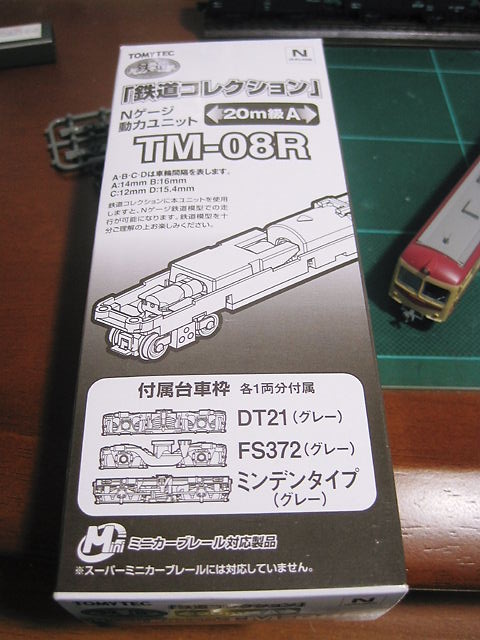 TOMYTEC
N
「鉄道コレクション」
Nゲージ
動力ユニット
20m級A
TM-08R
A・B・C・Dは車輪間隔を表します。
A:14mm B:16mm
C:12mm D:15.4mm
鉄道コレクションに本ユニットを使用
しますと、Nゲージ鉄道模型での走
行が可能になります。鉄道模型を十
分ご理解の上お楽しみください。
付属台車枠 各1両分付属
DT21(グレー)
FS372(グレー)
ミンデンタイプ
(グレー)
Mini ミニカーブレール対応製品
※スーパーミニカーブレールには対応していません。
TOMYTEC
「鉄道コレクション」
N